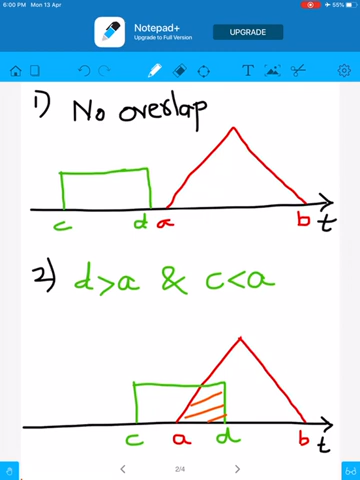 6:00 PM Mon 13 Apr
55%
Notepad+
Upgrade to Full Version
UPGRADE
T
1) No overlap
c d a b t
2) d>a & c<a
c a d b t
2/4